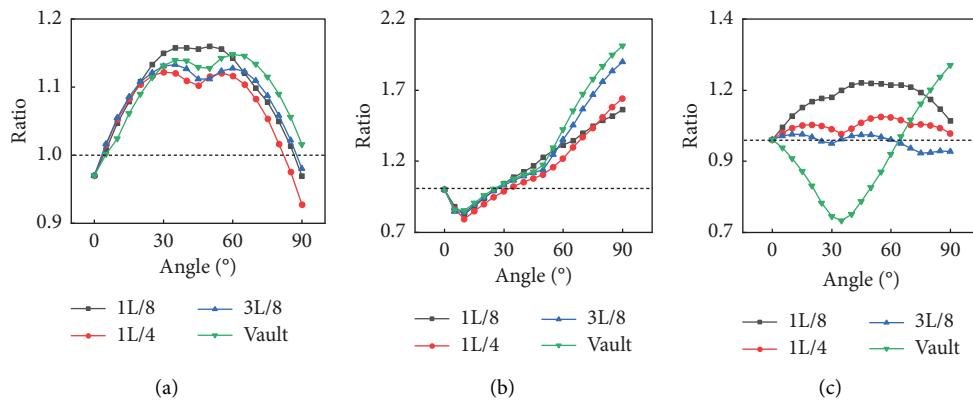 1.2
1.1
1.0
0.9
Ratio
0 30 60 90
Angle (°)
1L/8 3L/8
1L/4 Vault
(a)
2.2
1.7
1.2
0.7
Ratio
0 30 60 90
Angle (°)
1L/8 3L/8
1L/4 Vault
(b)
1.4
1.2
0.9
0.7
Ratio
0 30 60 90
Angle (°)
1L/8 3L/8
1L/4 Vault
(c)